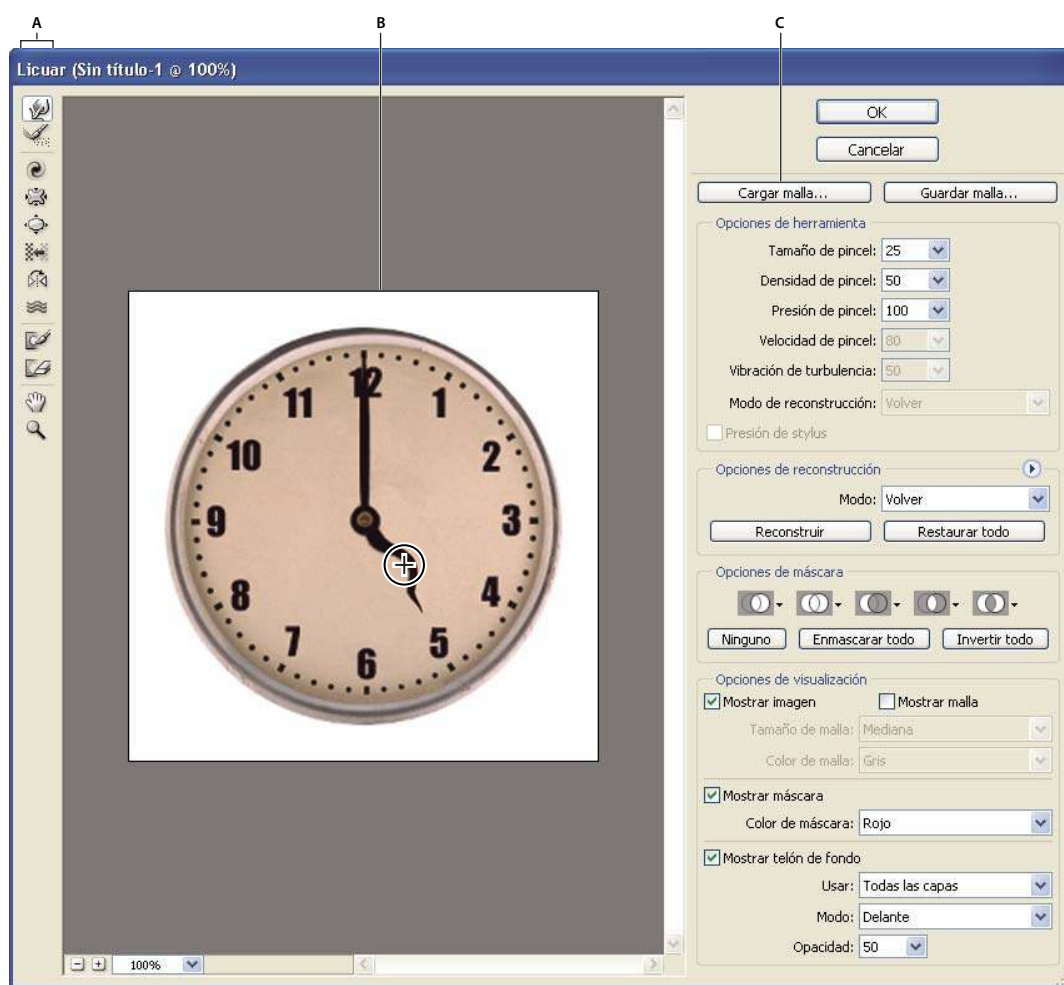 A
B
C
Licuar (Sin título-1 @ 100%)
OK
Cancelar
Cargar malla...
Guardar malla...
Opciones de herramienta
Tamaño de pincel: 25
Densidad de pincel: 50
Presión de pincel: 100
Velocidad de pincel: 80
Vibración de turbulencia: 50
Modo de reconstrucción: Volver
Presión de stylus
Opciones de reconstrucción
Modo: Volver
Reconstruir
Restaurar todo
Opciones de máscara
Ninguno
Enmascarar todo
Invertir todo
Opciones de visualización
Mostrar imagen
Mostrar malla
Tamaño de malla: Mediana
Color de malla: Gris
Mostrar máscara
Color de máscara: Rojo
Mostrar telón de fondo
Usar: Todas las capas
Modo: Delante
Opacidad: 50
12
1
2
3
4
5
6
7
8
9
10
11
100%